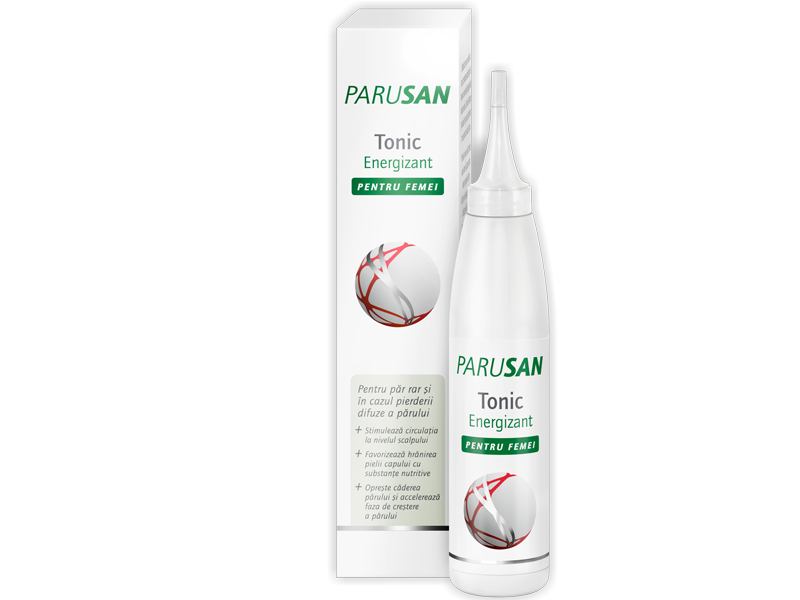 PARUSAN
Tonic
Energizant
PENTRU FEMEI
Pentru păr rar și
în cazul pierderii
difuze a părului
+ Stimulează circulația
la nivelul scalpului
+ Favorizează hrănirea
pielii capului cu
substanțe nutritive
+ Oprește căderea
părului și accelerează
faza de creștere
a părului
PARUSAN
Tonic
Energizant
PENTRU FEMEI